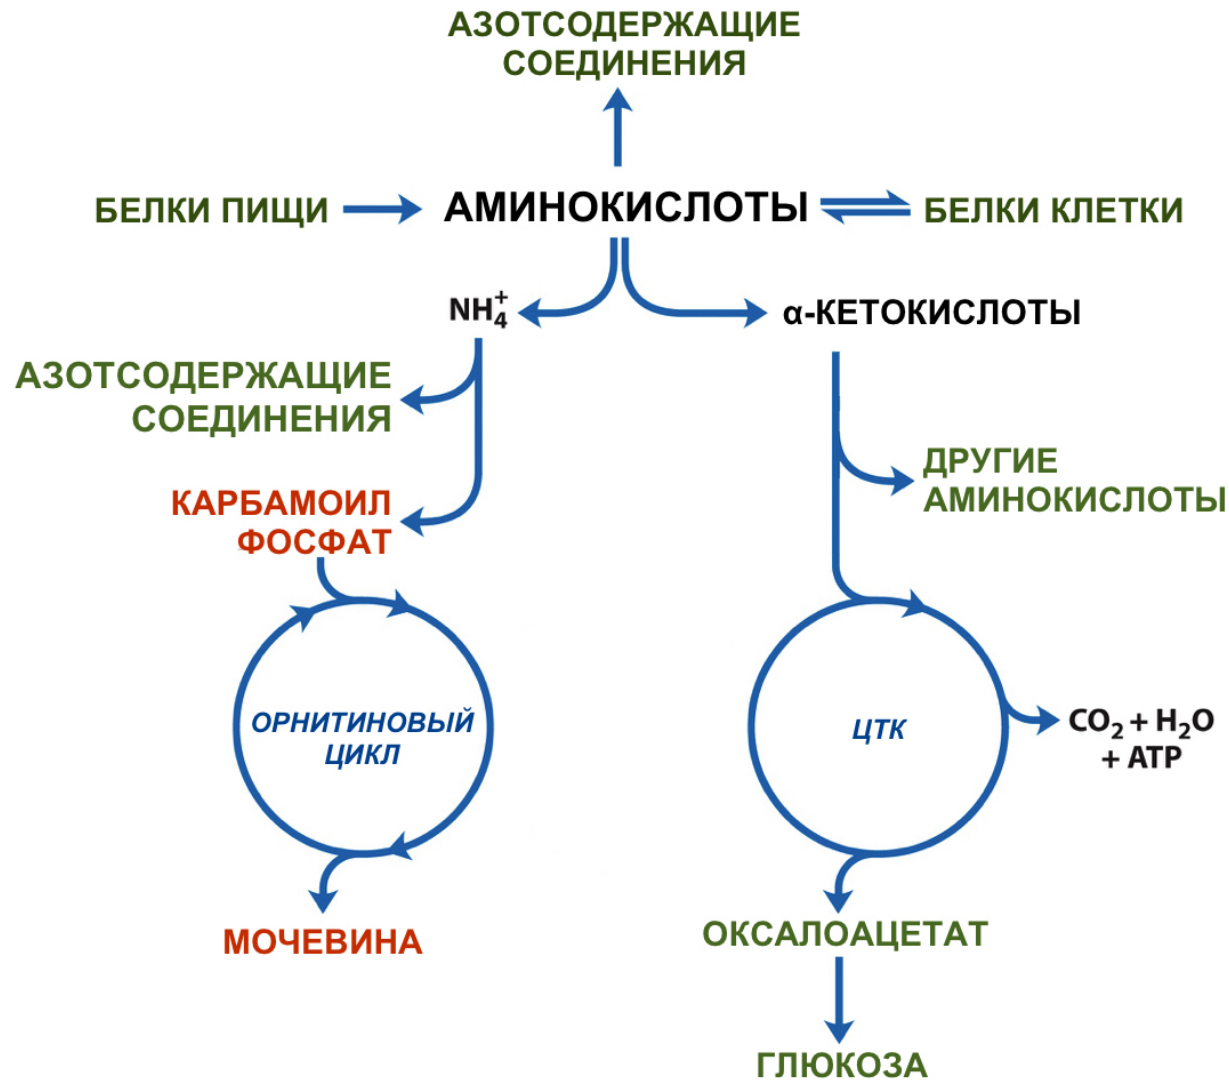 АЗОТСОДЕРЖАЩИЕ
СОЕДИНЕНИЯ
БЕЛКИ ПИЩИ
АМИНОКИСЛОТЫ
БЕЛКИ КЛЕТКИ
NH₄⁺
α-КЕТОКИСЛОТЫ
АЗОТСОДЕРЖАЩИЕ
СОЕДИНЕНИЯ
ДРУГИЕ
АМИНОКИСЛОТЫ
КАРБАМОИЛ
ФОСФАТ
ОРНИТИНОВЫЙ
ЦИКЛ
ЦТК
CO₂ + H₂O
+ ATP
МОЧЕВИНА
ОКСАЛОАЦЕТАТ
ГЛЮКОЗА